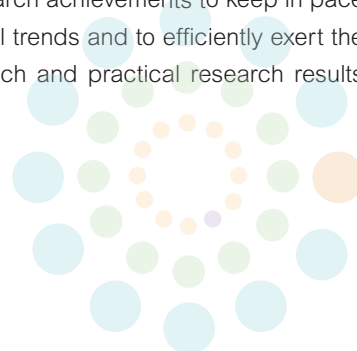 arch achievements to keep in pace
l trends and to efficiently exert the
ch and practical research results